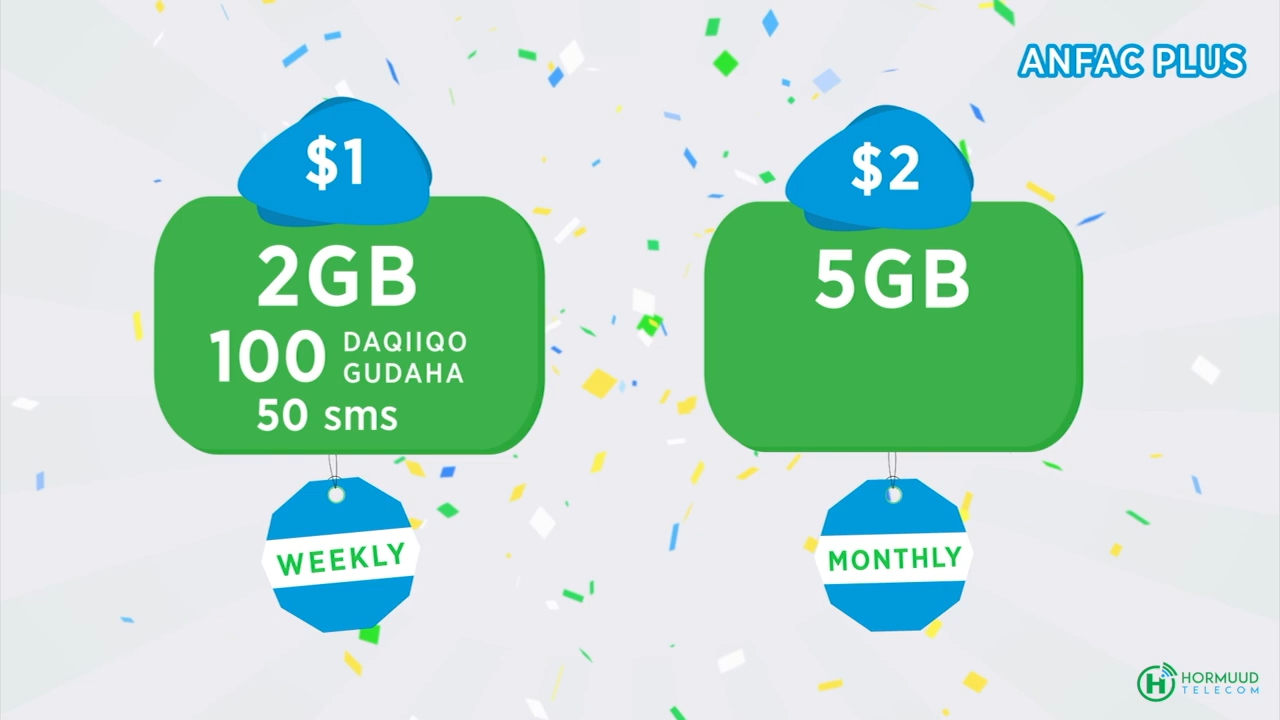 ANFAC PLUS
$1
2GB
100 DAQIIQO
GUDAHA
50 sms
WEEKLY
$2
5GB
MONTHLY
HORMUUD
TELECOM